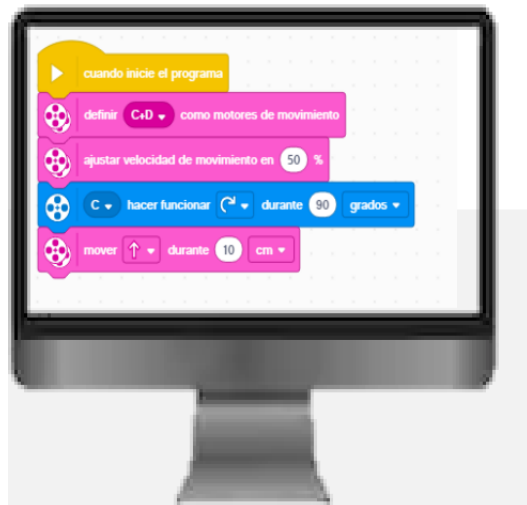 cuando inicie el programa
definir C+D como motores de movimiento
ajustar velocidad de movimiento en 50 %
C hacer funcionar durante 90 grados
mover durante 10 cm